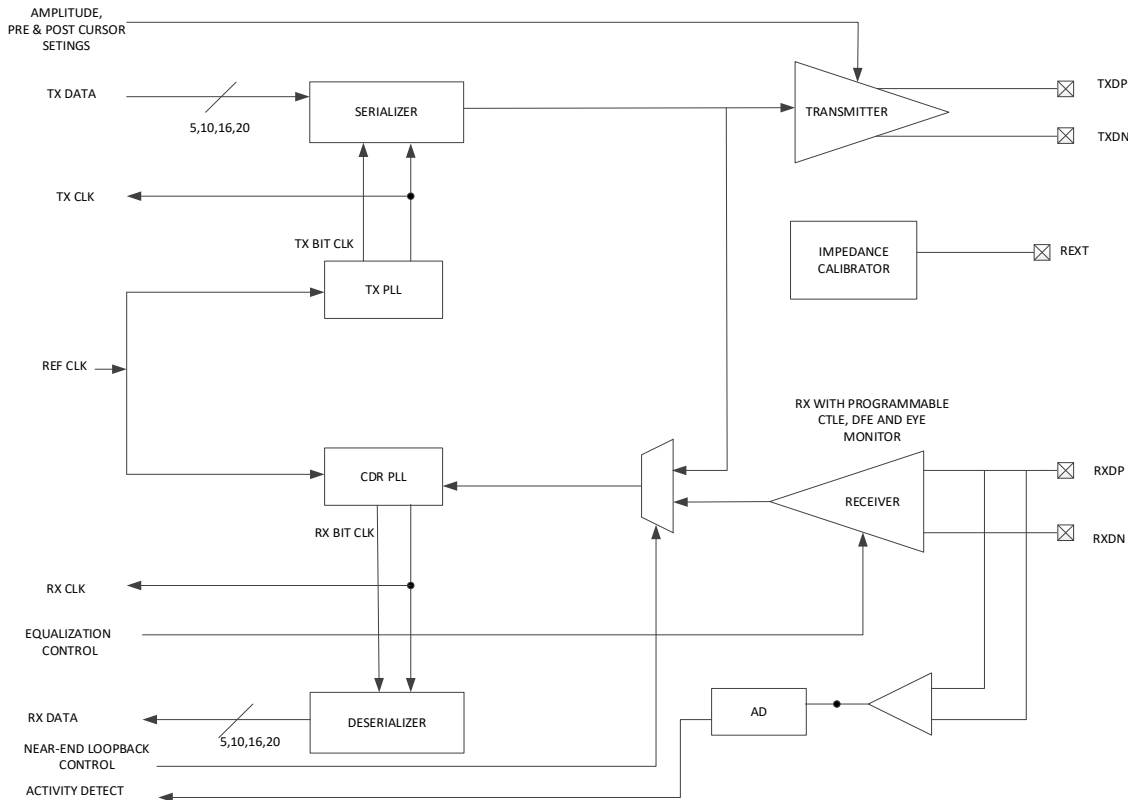 AMPLITUDE,
PRE & POST CURSOR
SETINGS
TX DATA
5,10,16,20
SERIALIZER
TRANSMITTER
TXDP
TXDN
TX CLK
TX BIT CLK
TX PLL
IMPEDANCE
CALIBRATOR
REXT
REF CLK
RX WITH PROGRAMMABLE
CTLE, DFE AND EYE
MONITOR
CDR PLL
RECEIVER
RXDP
RXDN
RX BIT CLK
RX CLK
EQUALIZATION
CONTROL
RX DATA
5,10,16,20
DESERIALIZER
AD
NEAR-END LOOPBACK
CONTROL
ACTIVITY DETECT